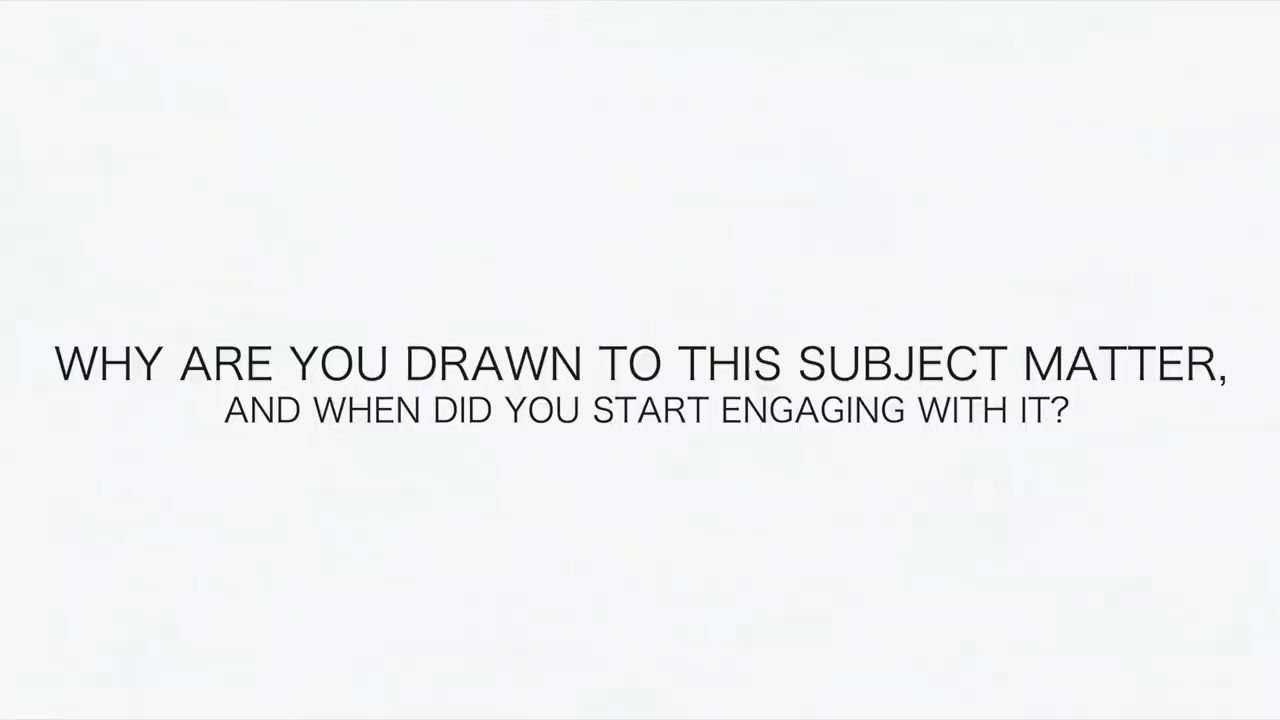 WHY ARE YOU DRAWN TO THIS SUBJECT MATTER,
AND WHEN DID YOU START ENGAGING WITH IT?